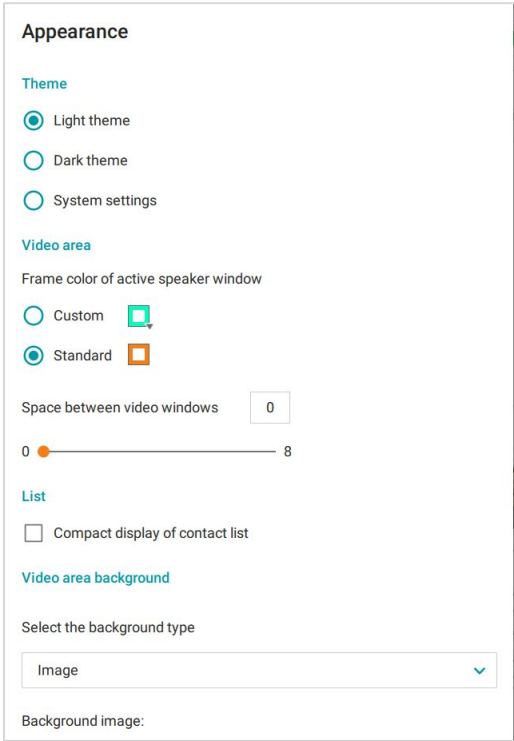 Appearance
Theme
Light theme
Dark theme
System settings
Video area
Frame color of active speaker window
Custom
Standard
Space between video windows 0
0 8
List
Compact display of contact list
Video area background
Select the background type
Image
Background image: